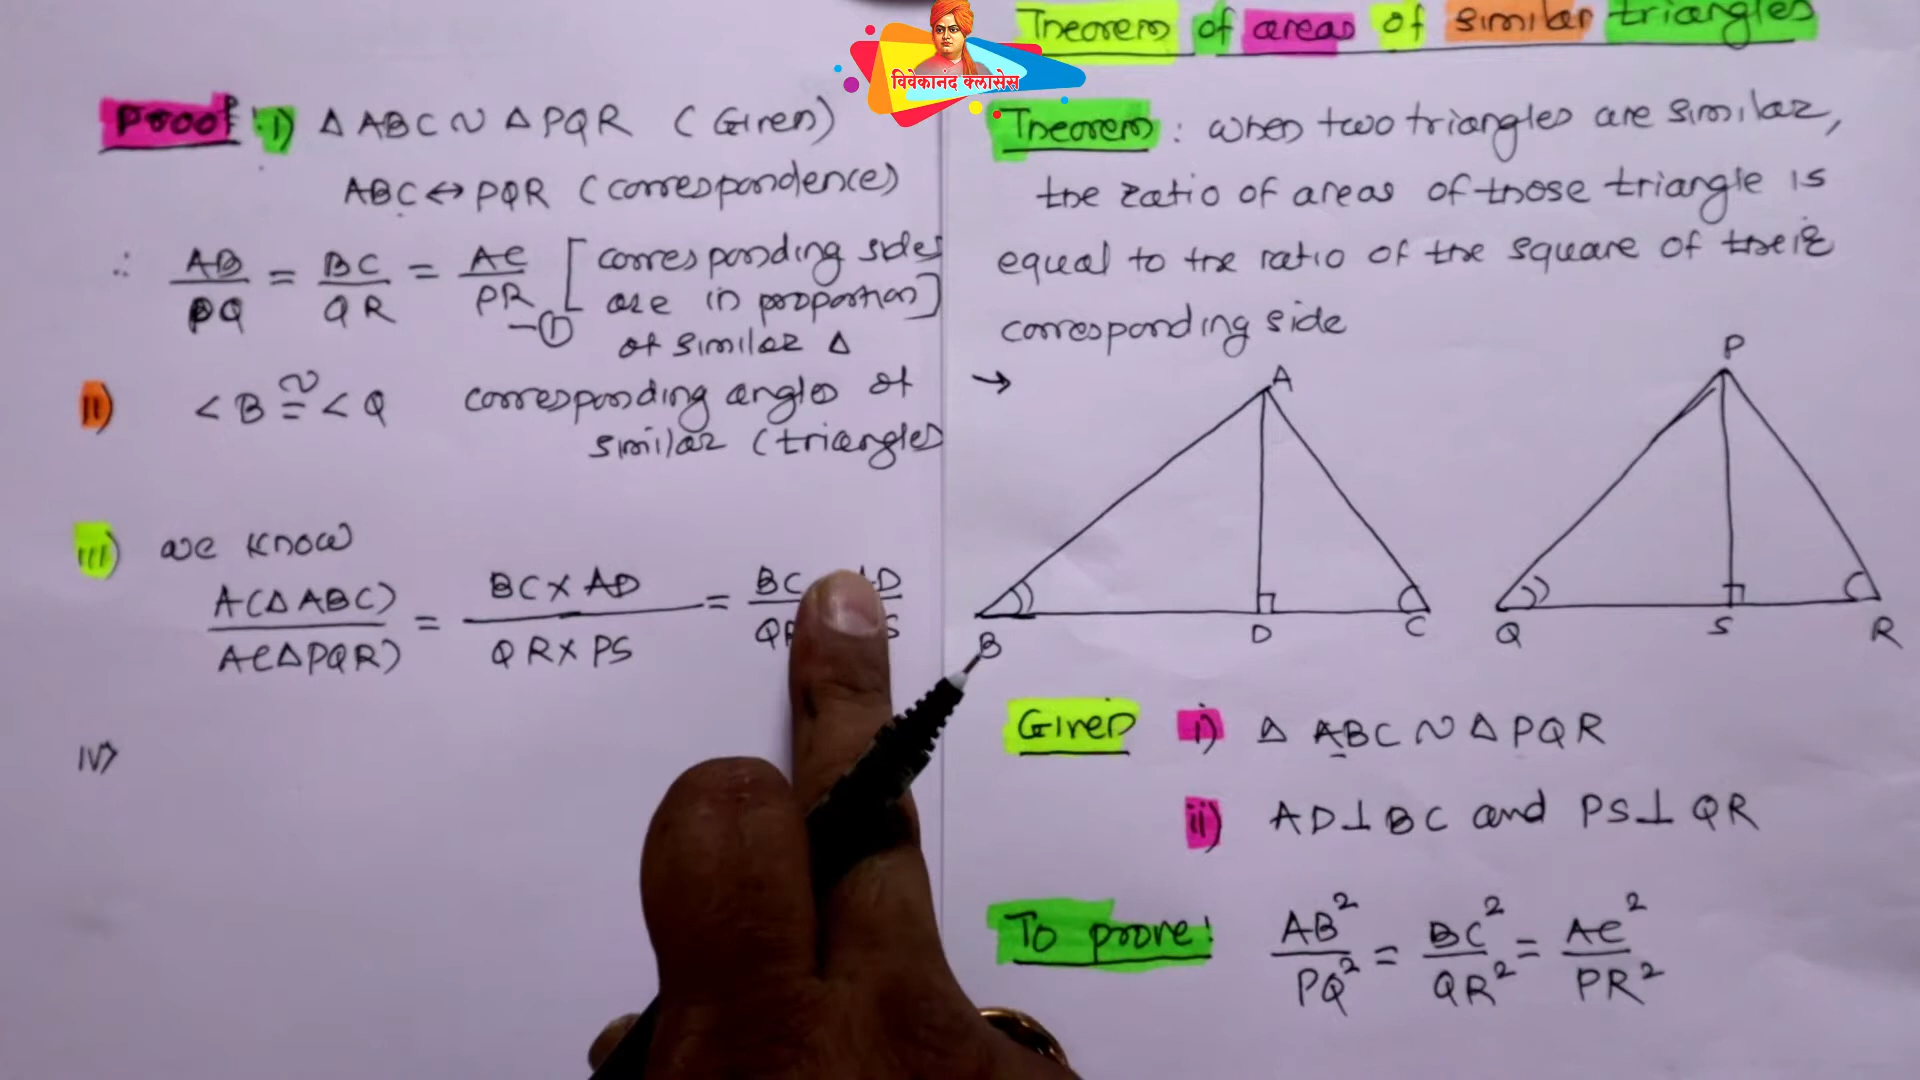 विवेकानंद क्लासेस
Theorem of areas of similar triangles
Proof : i) Δ ABC ~ Δ PQR (Given)
ABC ↔ PQR (correspondence)
∴ AB/PQ = BC/QR = AC/PR —① [corresponding sides are in proportion] of similar Δ
ii) <B ≅ <Q corresponding angles of
similar (triangles
iii) we know
A(ΔABC)/A(ΔPQR) = BC × AD/QR × PS = BC/
iv)
Theorem : when two triangles are similar,
the ratio of areas of those triangle is
equal to the ratio of the square of their
corresponding side
→
A
P
B D C Q S R
Given i) Δ ABC ~ Δ PQR
ii) AD⊥BC and PS⊥QR
To prove! AB²/PQ² = BC²/QR² = AC²/PR²